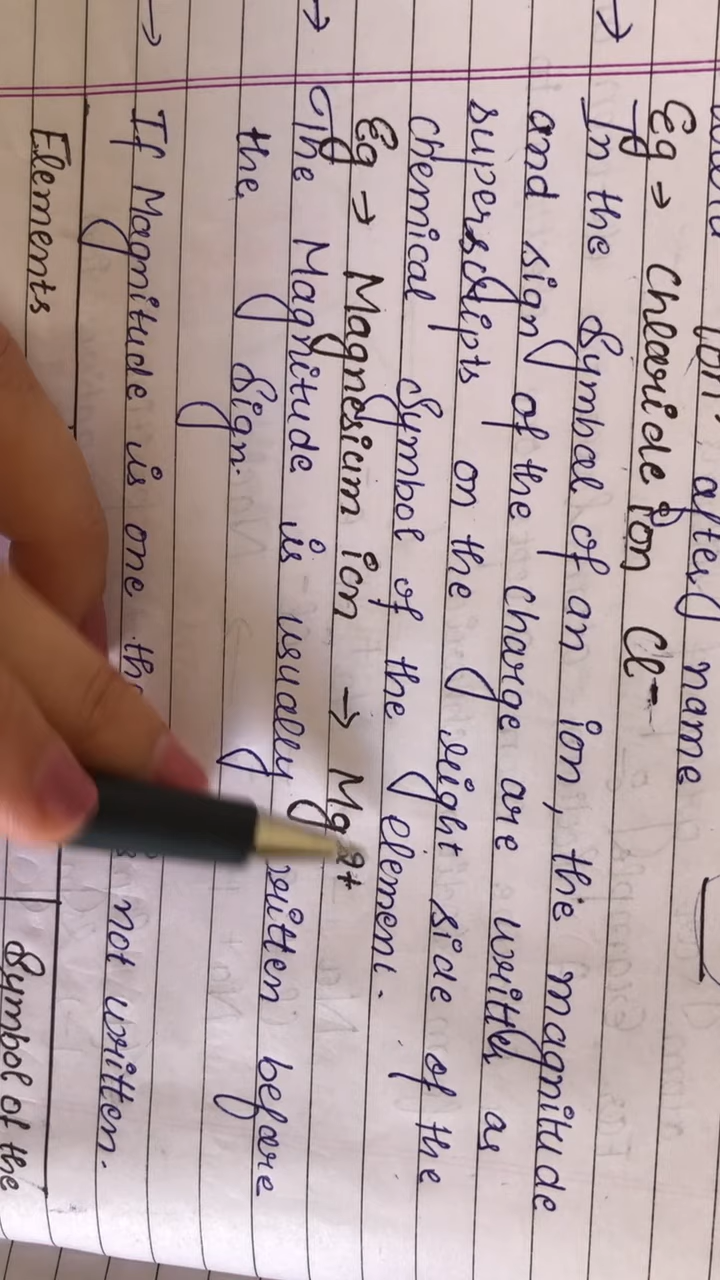 ion after name
Eg → Chloride ion Cl⁻
→ In the Symbol of an ion, the magnitude
and sign of the charge are written as
superscripts on the right side of the
chemical Symbol of the element.
Eg → Magnesium ion → Mg²⁺
→ The Magnitude is usually written before
the Sign.
→ If Magnitude is one not written.
Elements Symbol of the